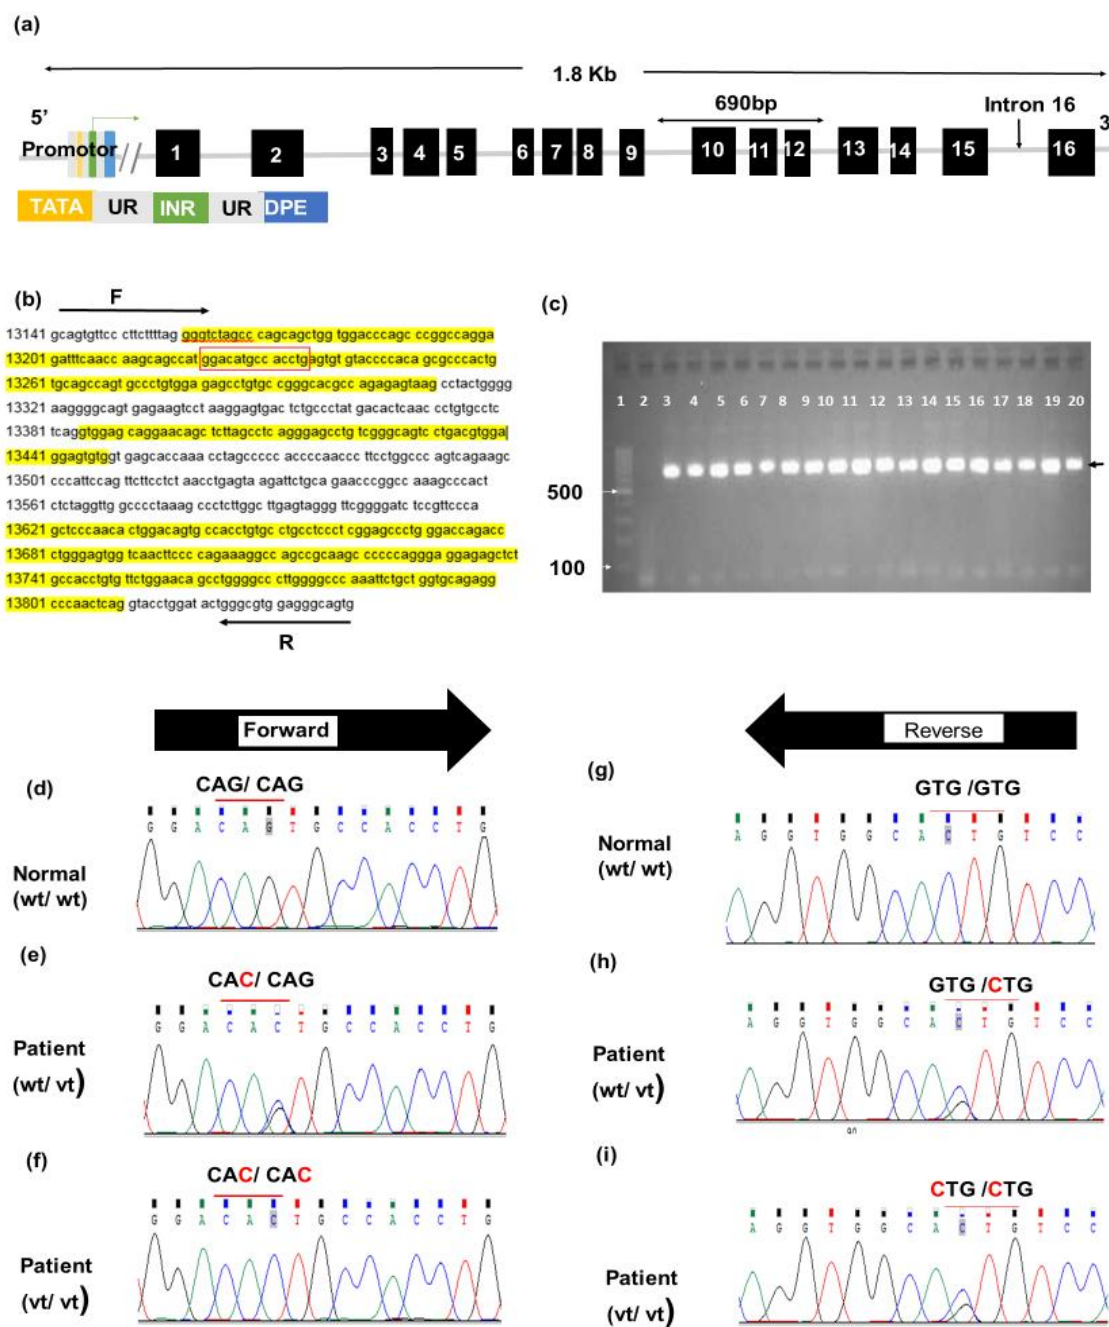 (a)
1.8 Kb
5'
690bp
Intron 16
3
Promotor
1 2 3 4 5 6 7 8 9 10 11 12 13 14 15 16
TATA UR INR UR DPE
(b)
F
13141 gcagtgttcc cttcttttag gggtctagcc cagcagctgg tggacccagc ccggccagga
13201 gatttcaacc aagcagccat ggacatgcc acctgagtgt gtaccccaca gcgcccactg
13261 tgcagccagt gccctgtgga gagcctgtgc cgggcacgcc agagagtaag cctactgggg
13321 aaggggcagt gagaagtcct aaggagtgac tctgccctat gacactcaac cctgtgcctc
13381 tcaggtggag caggaacagc tcttagcctc agggagcctg tcgggcagtc ctgacgtgga
13441 ggagtgtggt gagcaccaaa cctagccccc accccaaccc ttcctggccc agtcagaagc
13501 cccattccag ttcttcctct aacctgagta agattctgca gaacccggcc aaagcccact
13561 ctctaggttg gcccctaaag ccctcttggc ttgagtaggg ttcggggatc tccgttccca
13621 gctcccaaca ctggacagtg ccacctgtgc ctgcctccct cggagccctg ggaccagacc
13681 ctgggagtgg tcaacttccc cagaaaggcc agccgcaagc cccccaggga ggagagctct
13741 gccacctgtg ttctggaaca gcctggggcc cttggggccc aaattctgct ggtgcagagg
13801 cccaactcag gtacctggat actgggcgtg gagggcagtg
R
(c)
1 2 3 4 5 6 7 8 9 10 11 12 13 14 15 16 17 18 19 20
500
100
Forward
Reverse
(d)
CAG/ CAG
G G A C A G T G C C A C C T G
Normal
(wt/ wt)
(g)
GTG /GTG
A G G T G G C A C T G T C C
Normal
(wt/ wt)
(e)
CAC/ CAG
G G A C A C T G C C A C C T G
Patient
(wt/ vt)
(h)
GTG /CTG
A G G T G G C A C T G T C C
Patient
(wt/ vt)
(f)
CAC/ CAC
G G A C A C T G C C A C C T G
Patient
(vt/ vt)
(i)
CTG /CTG
A G G T G G C A C T G T C C
Patient
(vt/ vt)